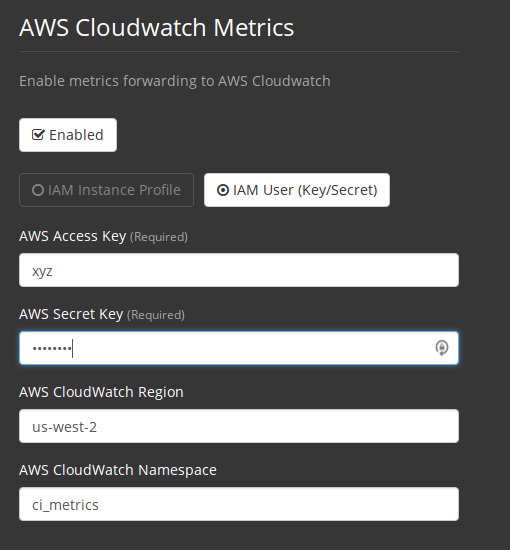 AWS Cloudwatch Metrics
Enable metrics forwarding to AWS Cloudwatch
Enabled
IAM Instance Profile IAM User (Key/Secret)
AWS Access Key (Required)
xyz
AWS Secret Key (Required)
••••••••
AWS CloudWatch Region
us-west-2
AWS CloudWatch Namespace
ci_metrics